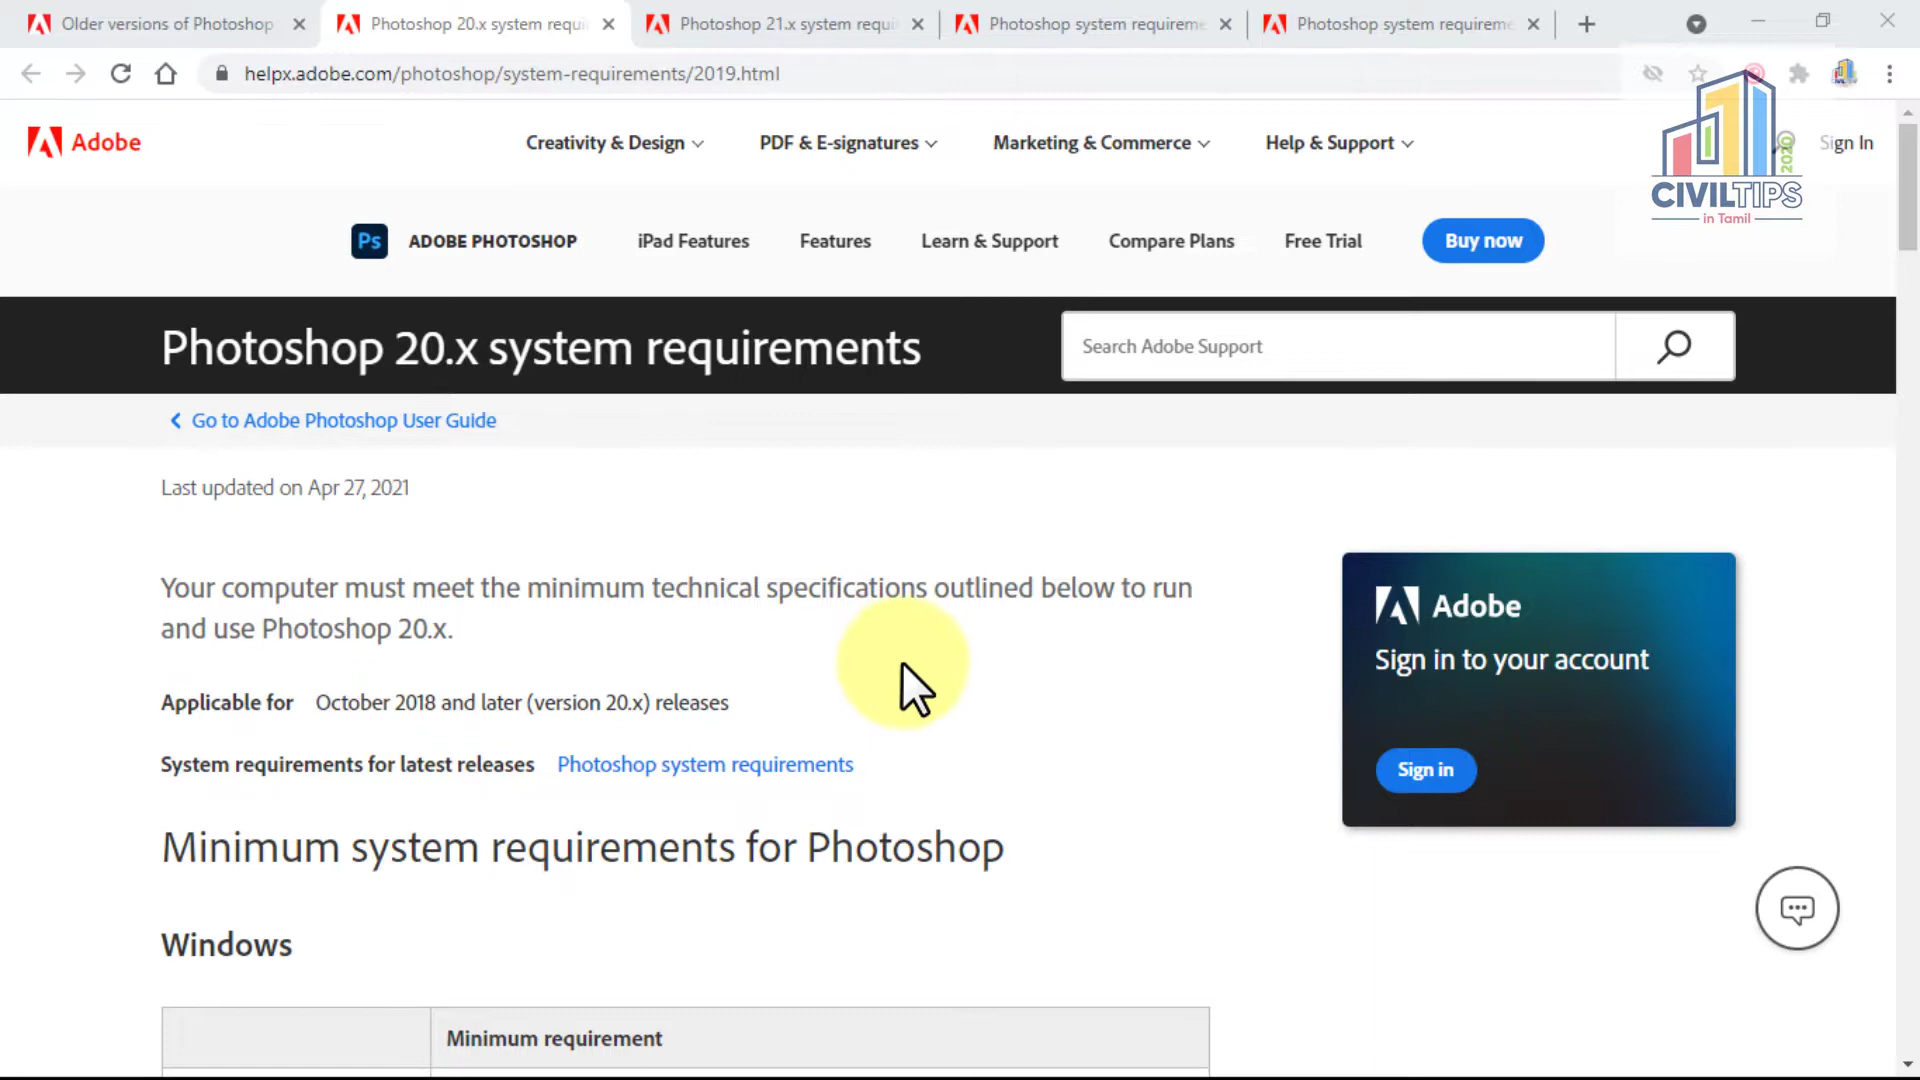 Older versions of Photoshop
Photoshop 20.x system requi
Photoshop 21.x system requi
Photoshop system requireme
Photoshop system requireme
helpx.adobe.com/photoshop/system-requirements/2019.html
Adobe
Creativity & Design
PDF & E-signatures
Marketing & Commerce
Help & Support
Sign In
2020
CIVILTIPS
in Tamil
Ps
ADOBE PHOTOSHOP
iPad Features
Features
Learn & Support
Compare Plans
Free Trial
Buy now
Photoshop 20.x system requirements
Search Adobe Support
Go to Adobe Photoshop User Guide
Last updated on Apr 27, 2021
Your computer must meet the minimum technical specifications outlined below to run
and use Photoshop 20.x.
Applicable for October 2018 and later (version 20.x) releases
System requirements for latest releases Photoshop system requirements
Adobe
Sign in to your account
Sign in
Minimum system requirements for Photoshop
Windows
Minimum requirement